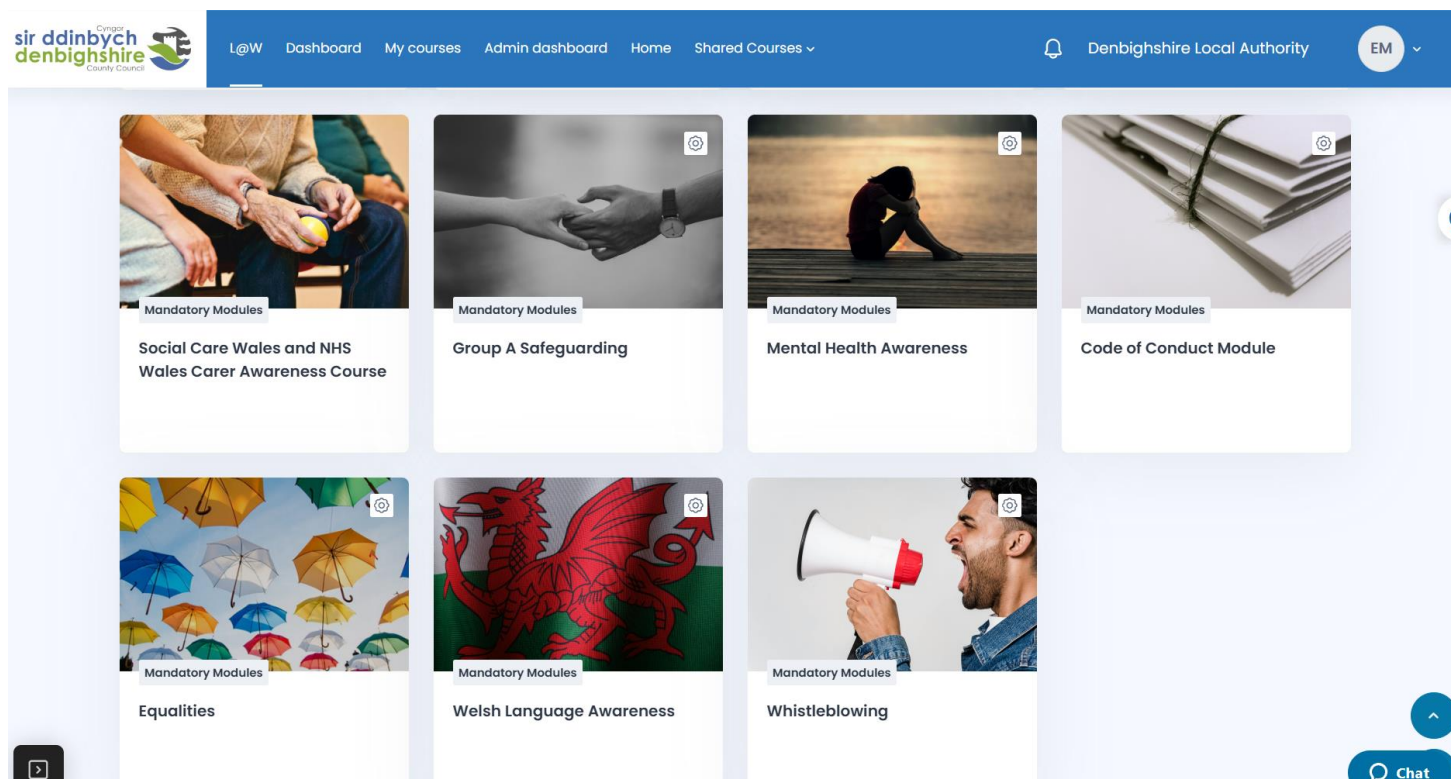 Cyngor
sir ddinbych
denbighshire
County Council
L@W Dashboard My courses Admin dashboard Home Shared Courses Denbighshire Local Authority EM
Mandatory Modules Mandatory Modules Mandatory Modules Mandatory Modules
Social Care Wales and NHS
Wales Carer Awareness Course
Group A Safeguarding
Mental Health Awareness
Code of Conduct Module
Mandatory Modules Mandatory Modules Mandatory Modules
Equalities
Welsh Language Awareness
Whistleblowing
Chat